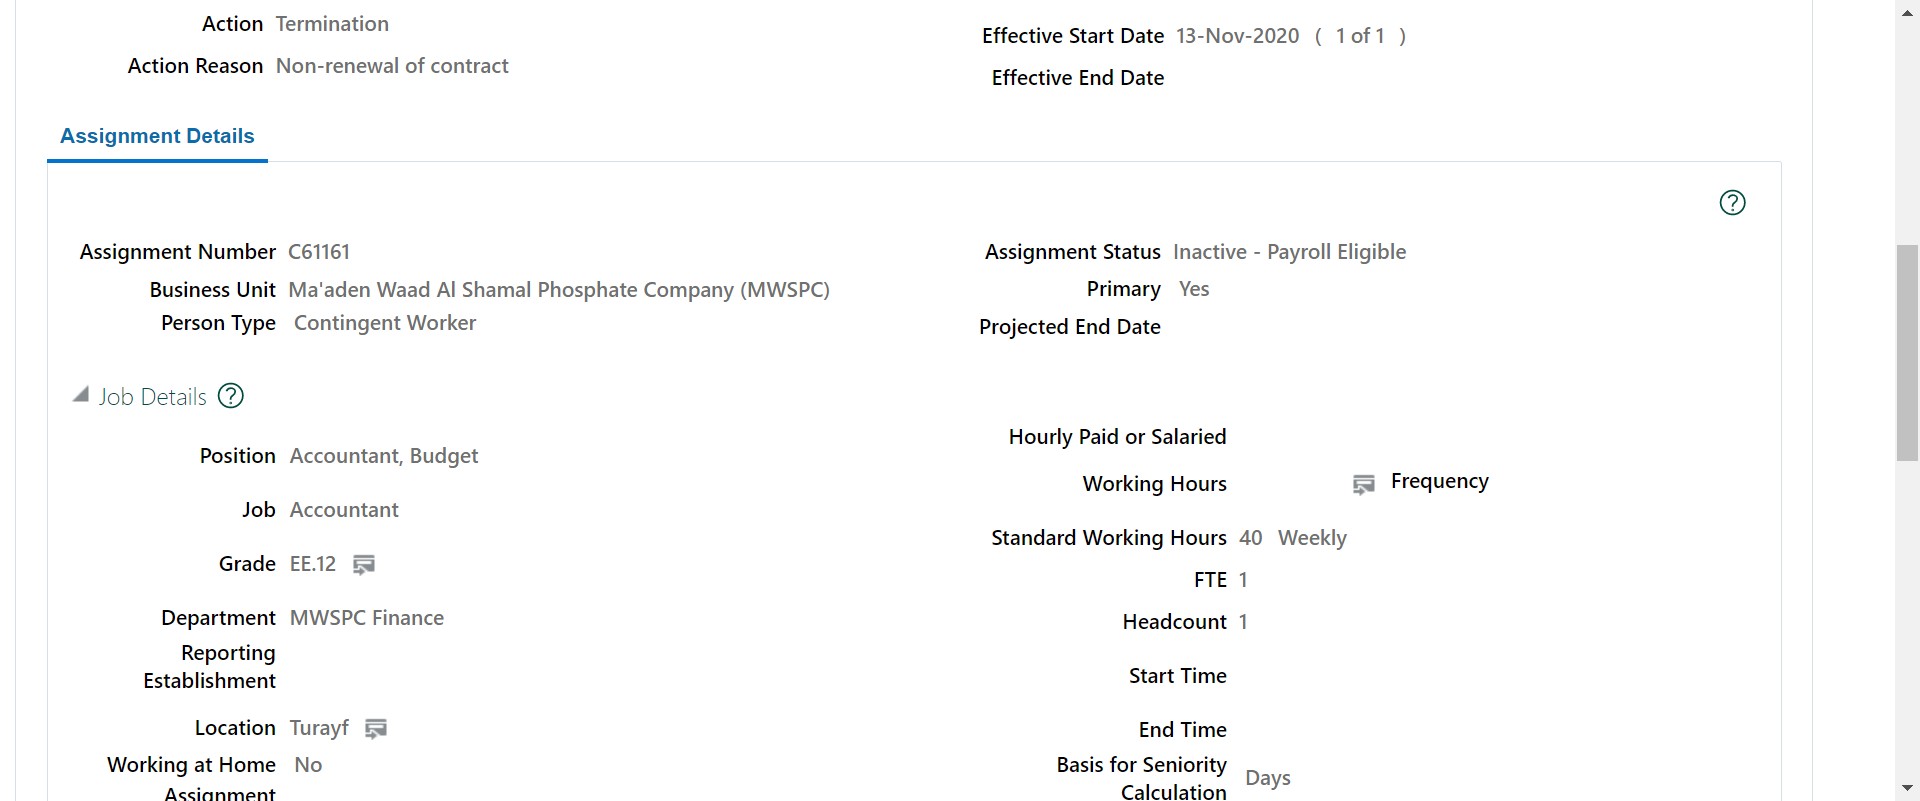 Action Termination
Effective Start Date 13-Nov-2020 ( 1 of 1 )
Action Reason Non-renewal of contract
Effective End Date
Assignment Details
Assignment Number C61161
Assignment Status Inactive - Payroll Eligible
Business Unit Ma'aden Waad Al Shamal Phosphate Company (MWSPC)
Primary Yes
Person Type Contingent Worker
Projected End Date
Job Details
Hourly Paid or Salaried
Position Accountant, Budget
Working Hours Frequency
Job Accountant
Standard Working Hours 40 Weekly
Grade EE.12
FTE 1
Department MWSPC Finance
Headcount 1
Reporting
Establishment
Start Time
Location Turayf
End Time
Working at Home No
Basis for Seniority
Calculation Days
Assignment